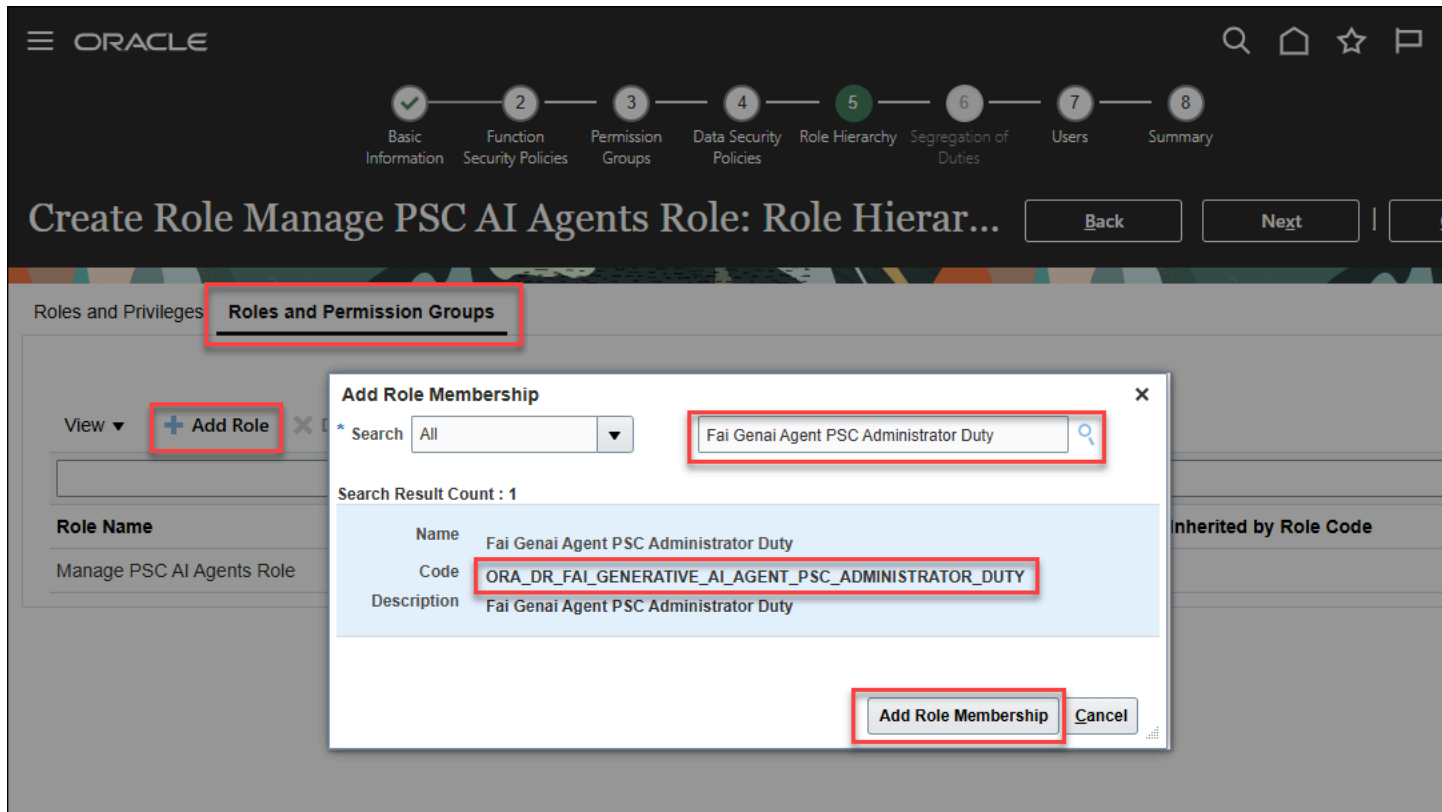 ORACLE
2 3 4 5 6 7 8
Basic Information
Function Security Policies
Permission Groups
Data Security Policies
Role Hierarchy
Segregation of Duties
Users
Summary
Create Role Manage PSC AI Agents Role: Role Hierar...
Back
Next
Roles and Privileges
Roles and Permission Groups
View
Add Role
Add Role Membership
* Search All
Fai Genai Agent PSC Administrator Duty
Search Result Count : 1
Name Fai Genai Agent PSC Administrator Duty
Code ORA_DR_FAI_GENERATIVE_AI_AGENT_PSC_ADMINISTRATOR_DUTY
Description Fai Genai Agent PSC Administrator Duty
Add Role Membership
Cancel
Role Name
Inherited by Role Code
Manage PSC AI Agents Role